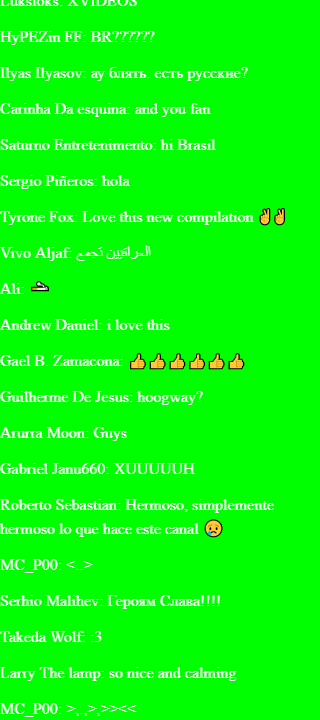 Luksloks: XVIDEOS
HyPEZin FF: BR??????
Ilyas Ilyasov: ау блять. есть русские?
Carinha Da esquina: and you fan
Saturno Entretenimento: hi Brasil
Sergio Piñeros: hola
Tyrone Fox: Love this new compilation ✌✌
Vivo Aljaf: العراقيين تجمع
Ali:
Andrew Daniel: i love this
Gael B. Zamacona: 👍👍👍👍👍👍
Guilherme De Jesus: hoogway?
Arurra Moon: Guys
Gabriel Janu660: XUUUUUH
Roberto Sebastian: Hermoso, simplemente
hermoso lo que hace este canal 😥
MC_P00: <..>
Serhio Malihev: Героям Слава!!!!
Takeda Wolf: :3
Larry The lamp: so nice and calming
MC_P00: >,.,>,>><<